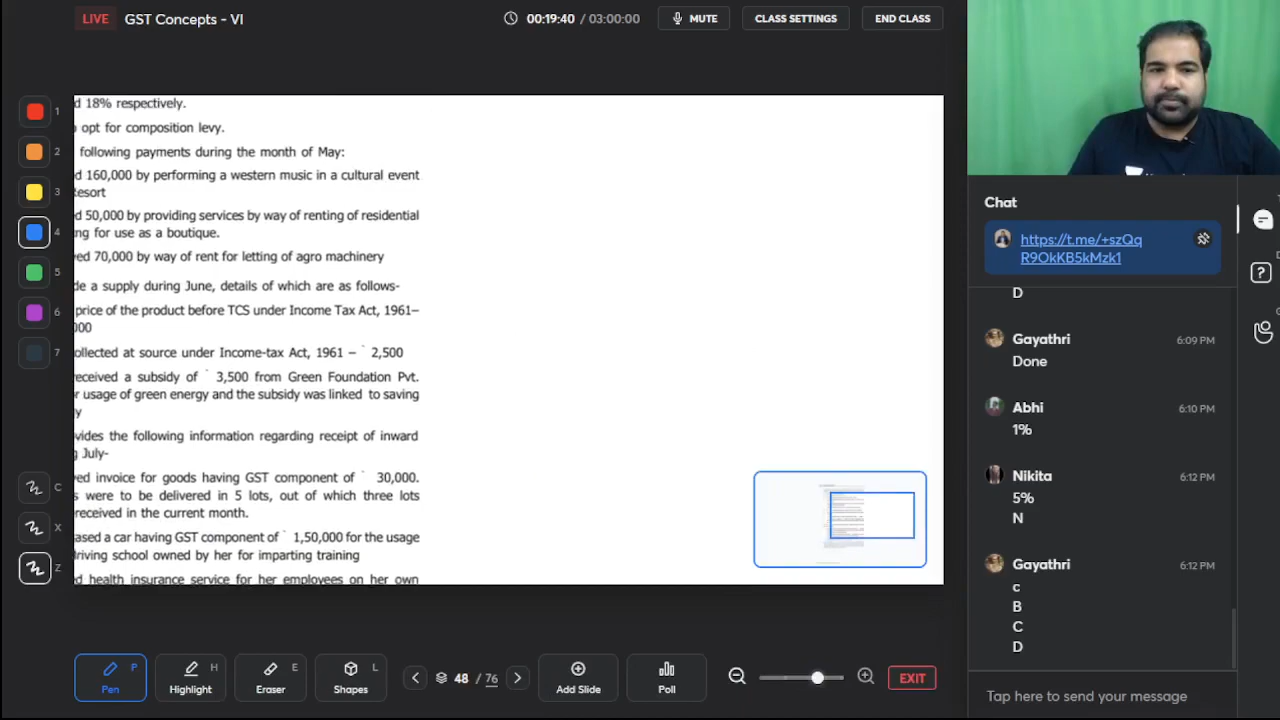 LIVE GST Concepts - VI 00:19:40 / 03:00:00 MUTE CLASS SETTINGS END CLASS
1
2
3
4
5
6
7
C
X
Z
d 18% respectively.
opt for composition levy.
following payments during the month of May:
d 160,000 by performing a western music in a cultural event
Resort
ed 50,000 by providing services by way of renting of residential
ng for use as a boutique.
ved 70,000 by way of rent for letting of agro machinery
de a supply during June, details of which are as follows-
price of the product before TCS under Income Tax Act, 1961–
000
ollected at source under Income-tax Act, 1961 – ` 2,500
received a subsidy of ` 3,500 from Green Foundation Pvt.
r usage of green energy and the subsidy was linked to saving
y
vides the following information regarding receipt of inward
g July-
ved invoice for goods having GST component of ` 30,000.
s were to be delivered in 5 lots, out of which three lots
received in the current month.
ased a car having GST component of ` 1,50,000 for the usage
driving school owned by her for imparting training
d health insurance service for her employees on her own
Pen P
Highlight H
Eraser E
Shapes L
48 / 76
Add Slide
Poll
EXIT
Chat
https://t.me/+szQq
R9OkKB5kMzk1
D
Gayathri 6:09 PM
Done
Abhi 6:10 PM
1%
Nikita 6:12 PM
5%
N
Gayathri 6:12 PM
c
B
C
D
Tap here to send your message